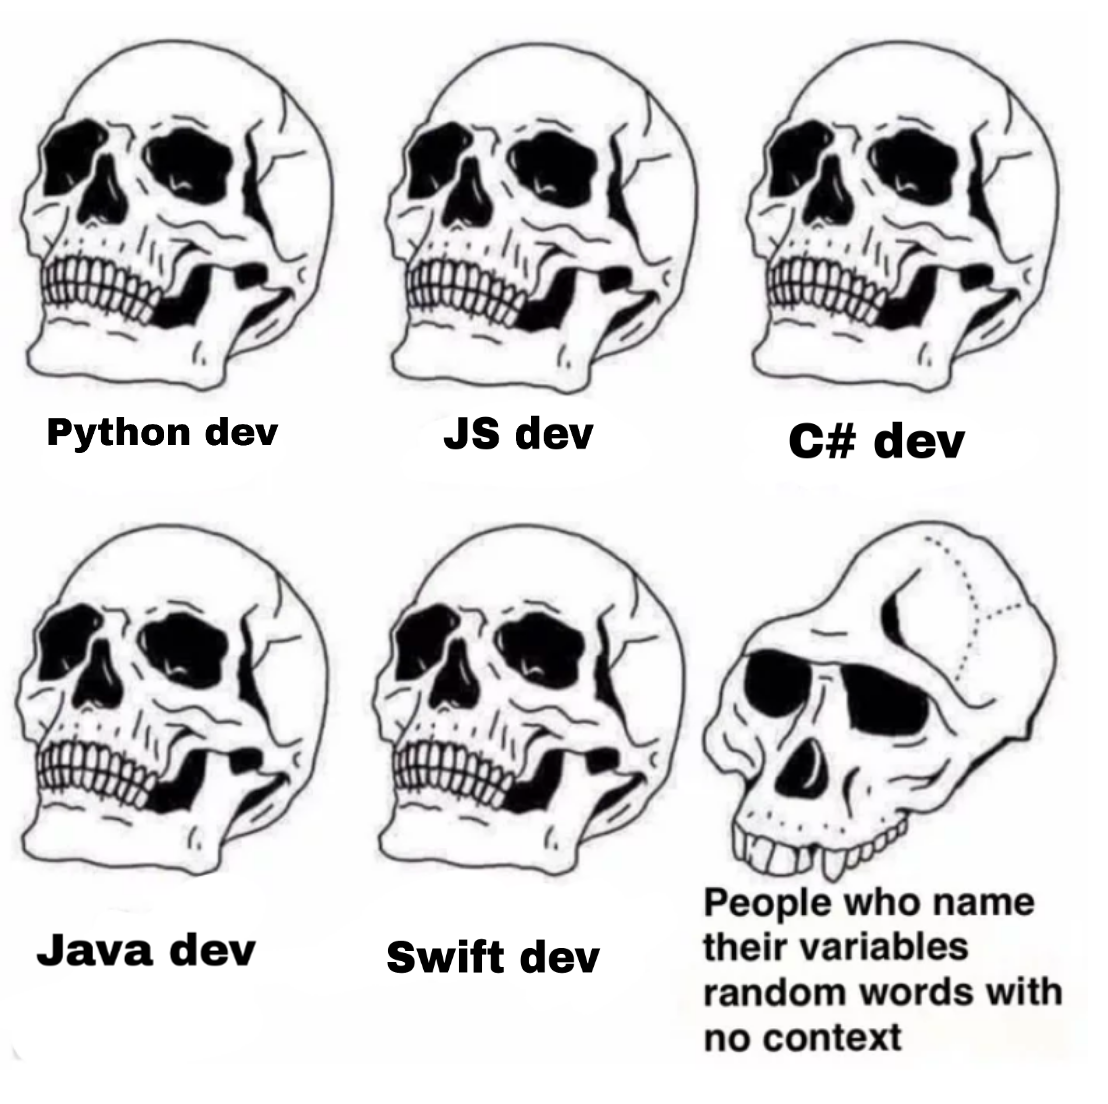 Python dev
JS dev
C# dev
Java dev
Swift dev
People who name
their variables
random words with
no context